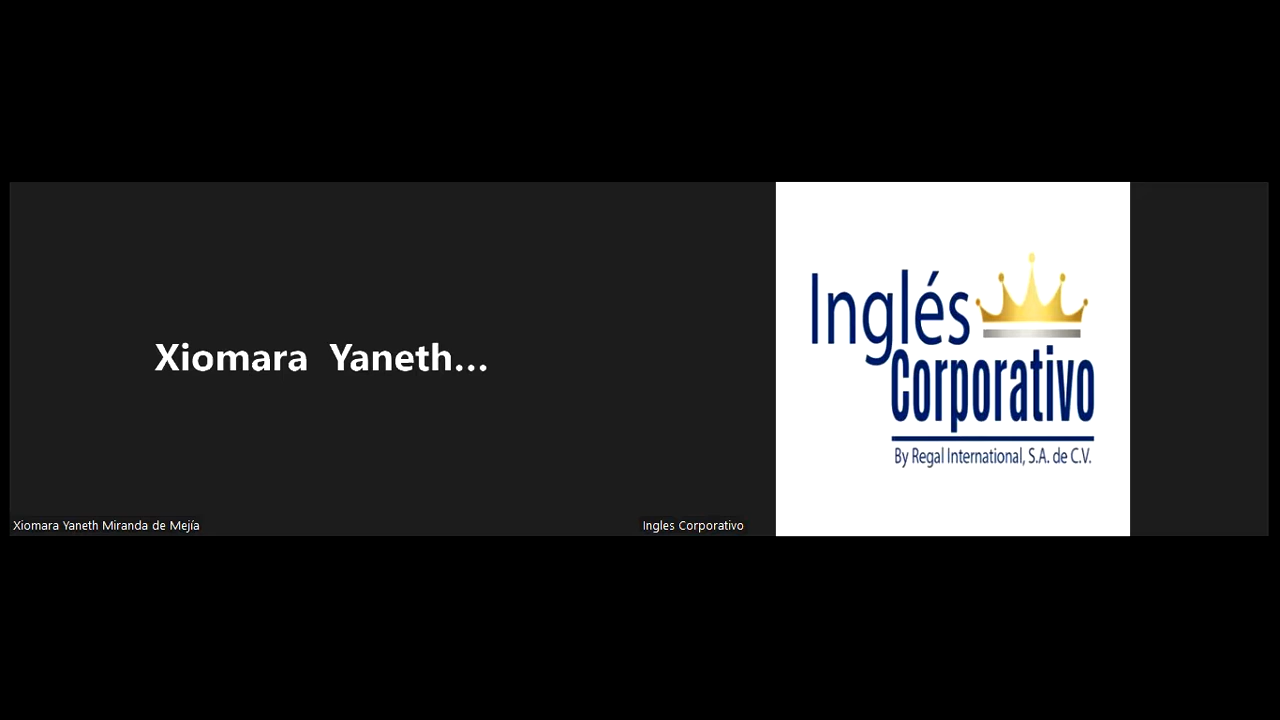 Xiomara Yaneth...
Xiomara Yaneth Miranda de Mejía
Inglés
Corporativo
By Regal International, S.A. de C.V.
Ingles Corporativo